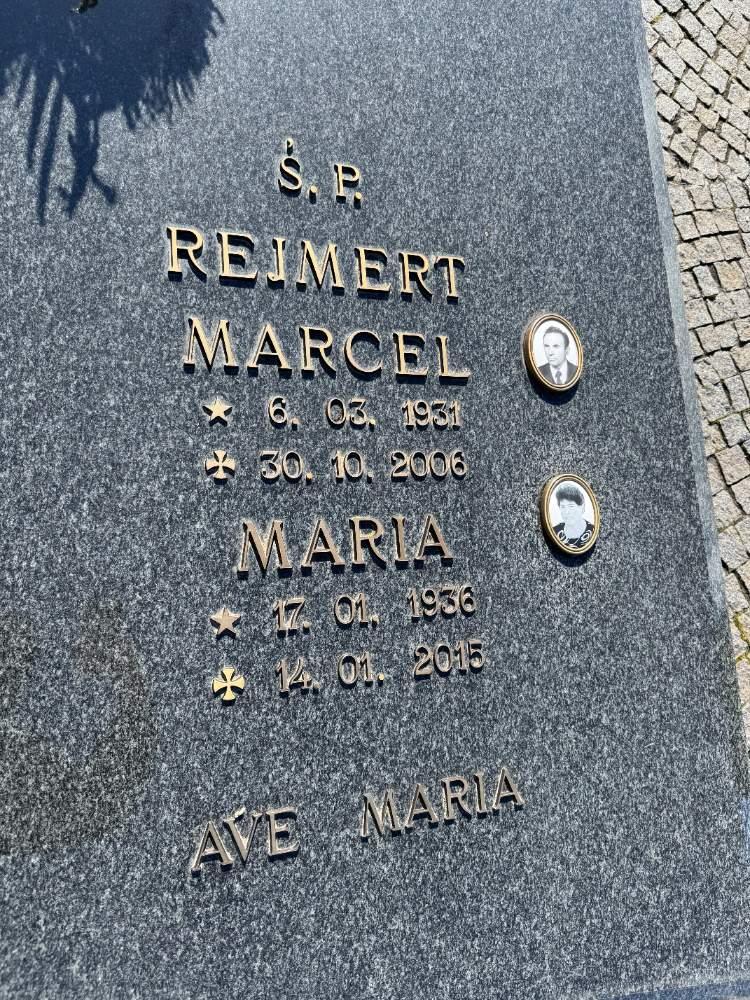 Ś. P.
REJMERT
MARCEL
6. 03. 1931
30. 10. 2006
MARIA
17. 01. 1936
14. 01. 2015
AVE MARIA